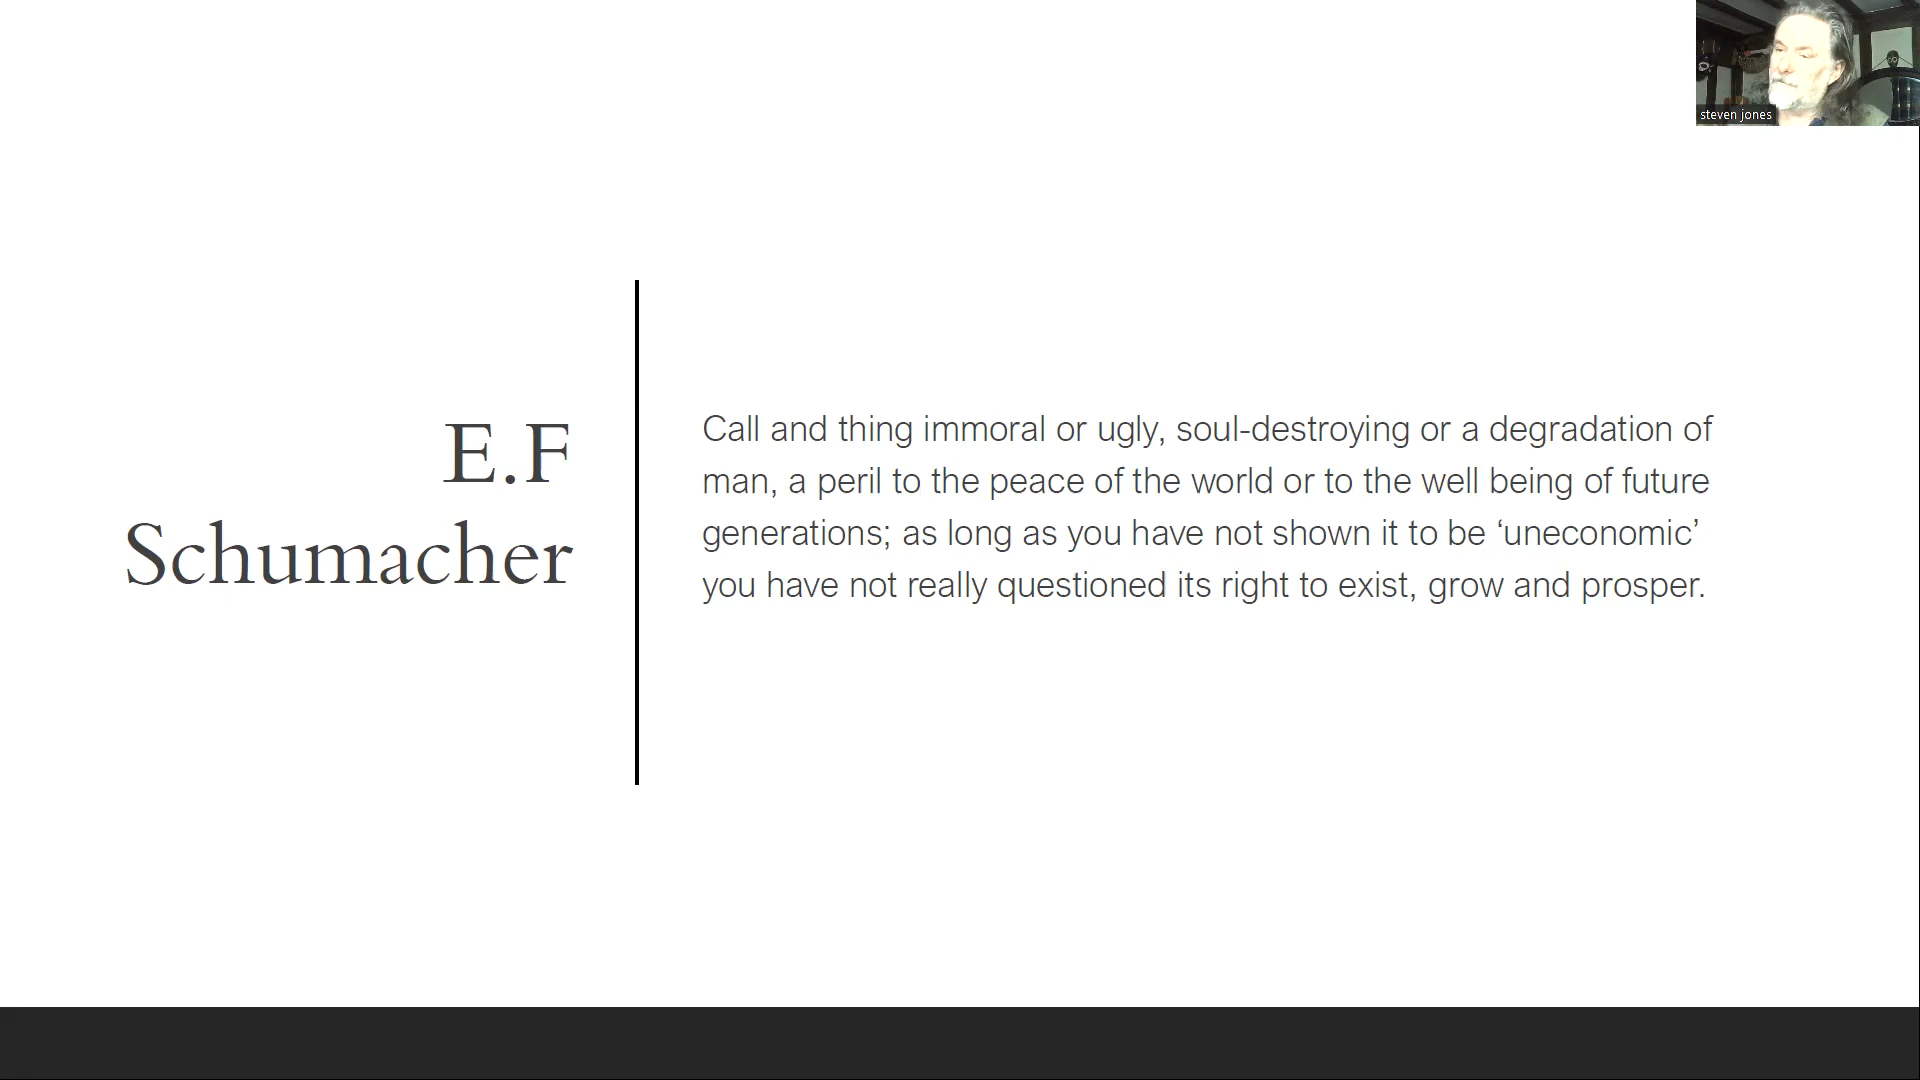 steven jones
E.F
Schumacher
Call and thing immoral or ugly, soul-destroying or a degradation of
man, a peril to the peace of the world or to the well being of future
generations; as long as you have not shown it to be ‘uneconomic’
you have not really questioned its right to exist, grow and prosper.